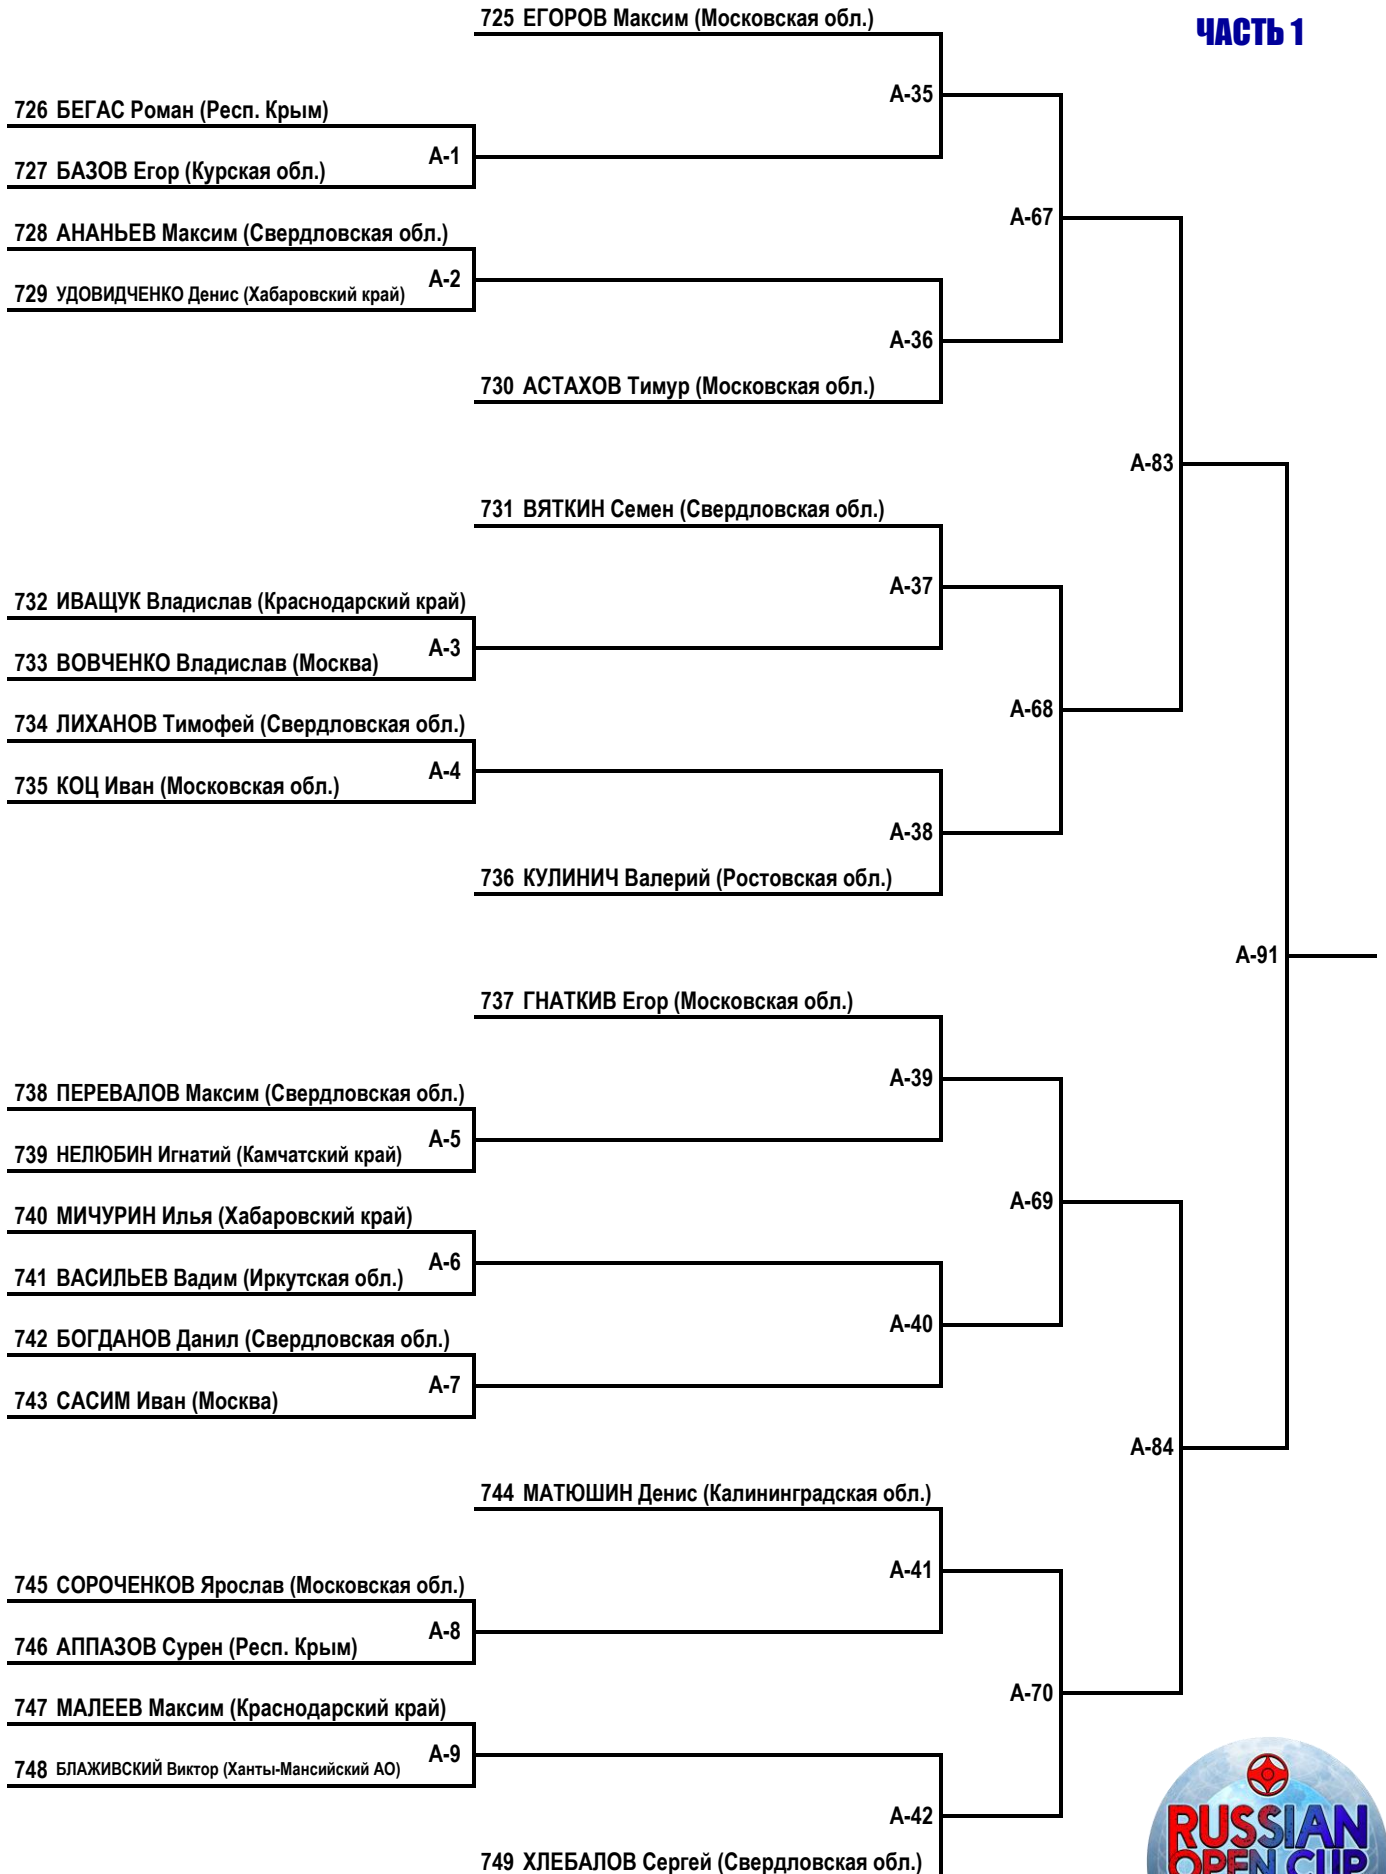 725 ЕГОРОВ Максим (Московская обл.)
ЧАСТЬ 1
А-35
726 БЕГАС Роман (Респ. Крым)
А-1
727 БАЗОВ Егор (Курская обл.)
А-67
728 АНАНЬЕВ Максим (Свердловская обл.)
А-2
729 УДОВИДЧЕНКО Денис (Хабаровский край)
А-36
730 АСТАХОВ Тимур (Московская обл.)
А-83
731 ВЯТКИН Семен (Свердловская обл.)
А-37
732 ИВАЩУК Владислав (Краснодарский край)
А-3
733 ВОВЧЕНКО Владислав (Москва)
А-68
734 ЛИХАНОВ Тимофей (Свердловская обл.)
А-4
735 КОЦ Иван (Московская обл.)
А-38
736 КУЛИНИЧ Валерий (Ростовская обл.)
А-91
737 ГНАТКИВ Егор (Московская обл.)
А-39
738 ПЕРЕВАЛОВ Максим (Свердловская обл.)
А-5
739 НЕЛЮБИН Игнатий (Камчатский край)
А-69
740 МИЧУРИН Илья (Хабаровский край)
А-6
741 ВАСИЛЬЕВ Вадим (Иркутская обл.)
А-40
742 БОГДАНОВ Данил (Свердловская обл.)
А-7
743 САСИМ Иван (Москва)
А-84
744 МАТЮШИН Денис (Калининградская обл.)
А-41
745 СОРОЧЕНКОВ Ярослав (Московская обл.)
А-8
746 АППАЗОВ Сурен (Респ. Крым)
А-70
747 МАЛЕЕВ Максим (Краснодарский край)
А-9
748 БЛАЖИВСКИЙ Виктор (Ханты-Мансийский АО)
А-42
749 ХЛЕБАЛОВ Сергей (Свердловская обл.)
RUSSIAN
OPEN CUP